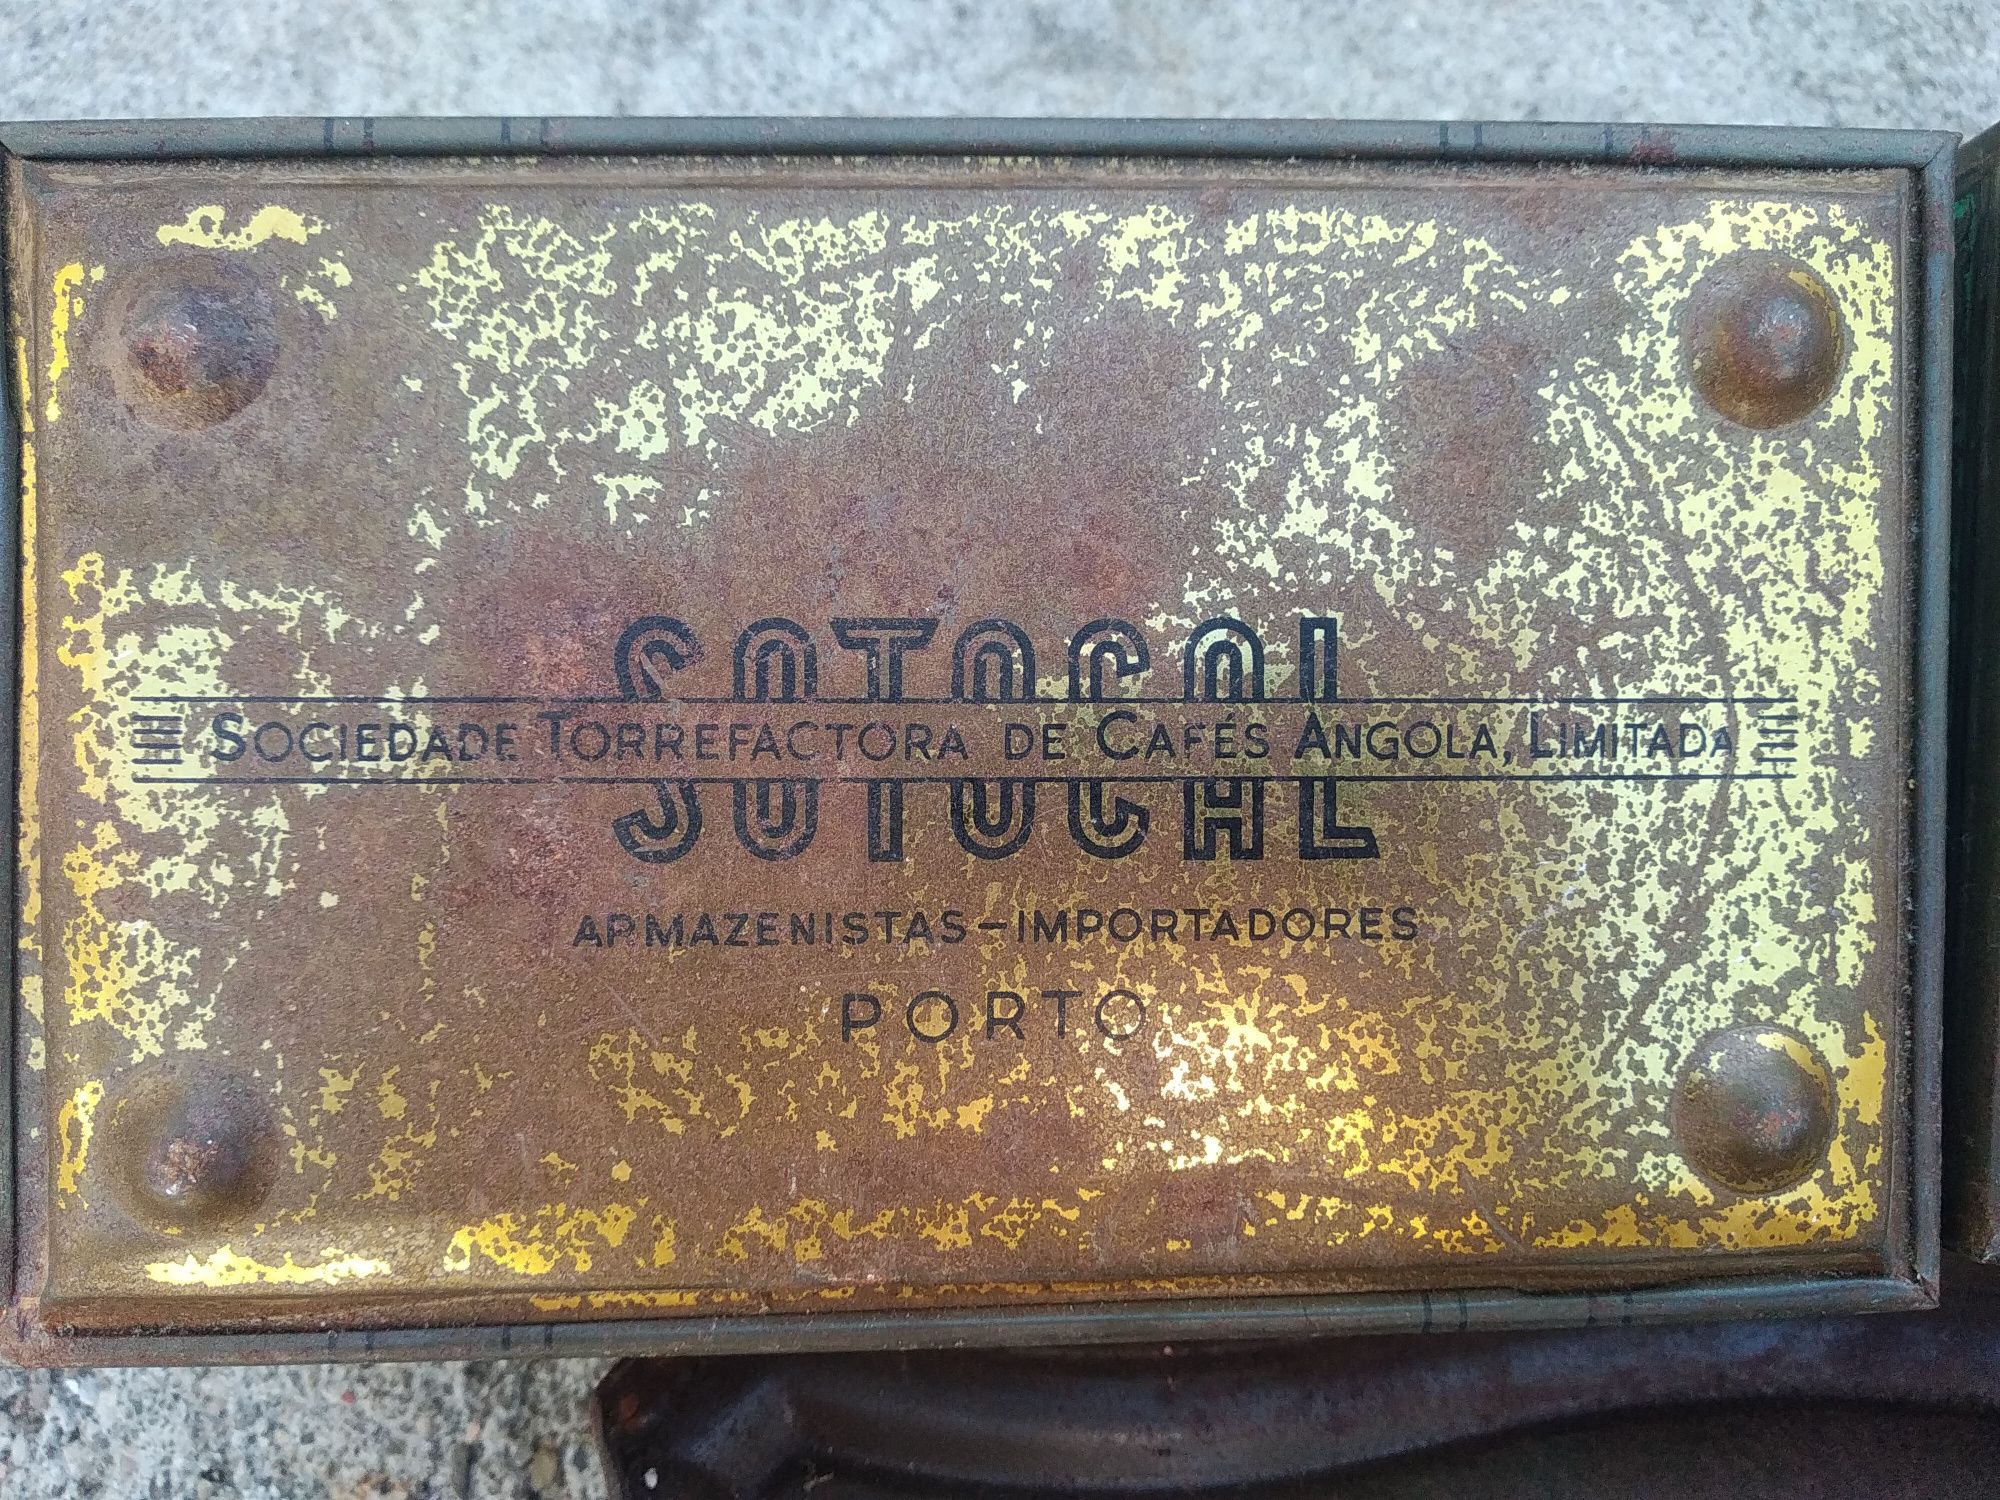 SOTOCAL
SOCIEDADE TORREFACTORA DE CAFÉS ANGOLA, LIMITADA
ARMAZENISTAS-IMPORTADORES
PORTO